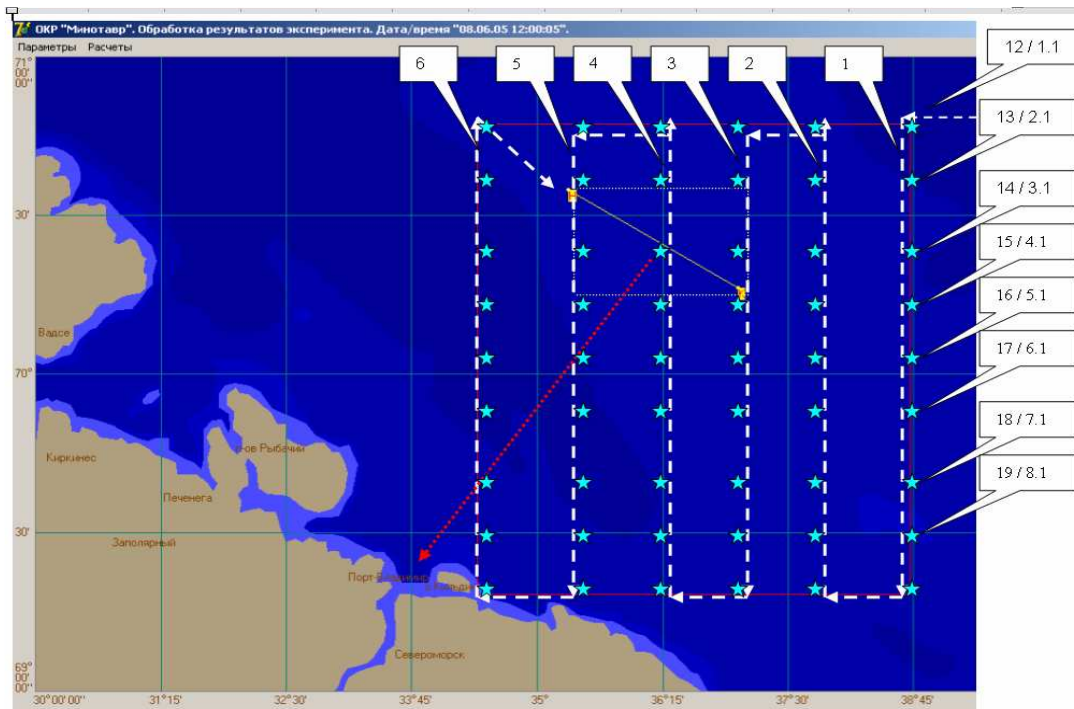 ОКР "Минотавр". Обработка результатов эксперимента. Дата/время "08.06.05 12:00:05".
Параметры Расчеты
71°
00'
00''
6
5
4
3
2
1
12 / 1.1
13 / 2.1
14 / 3.1
15 / 4.1
16 / 5.1
17 / 6.1
18 / 7.1
19 / 8.1
30'
Вадсе
70°
Киркинес
Рыбачий
Печенега
30'
Заполярный
Североморск
69°
00'
00''
30°00'00'' 31°15' 32°30' 33°45' 35° 36°15' 37°30' 38°45'